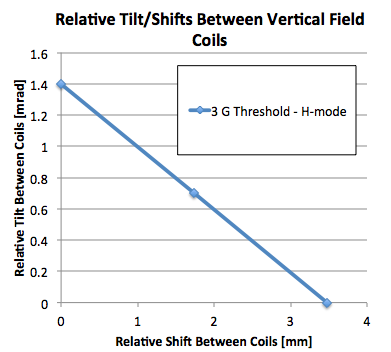 Relative Tilt/Shifts Between Vertical Field
Coils
1.6
1.4
1.2
1
0.8
0.6
0.4
0.2
0
Relative Tilt Between Coils [mrad]
3 G Threshold - H-mode
0 1 2 3 4
Relative Shift Between Coils [mm]